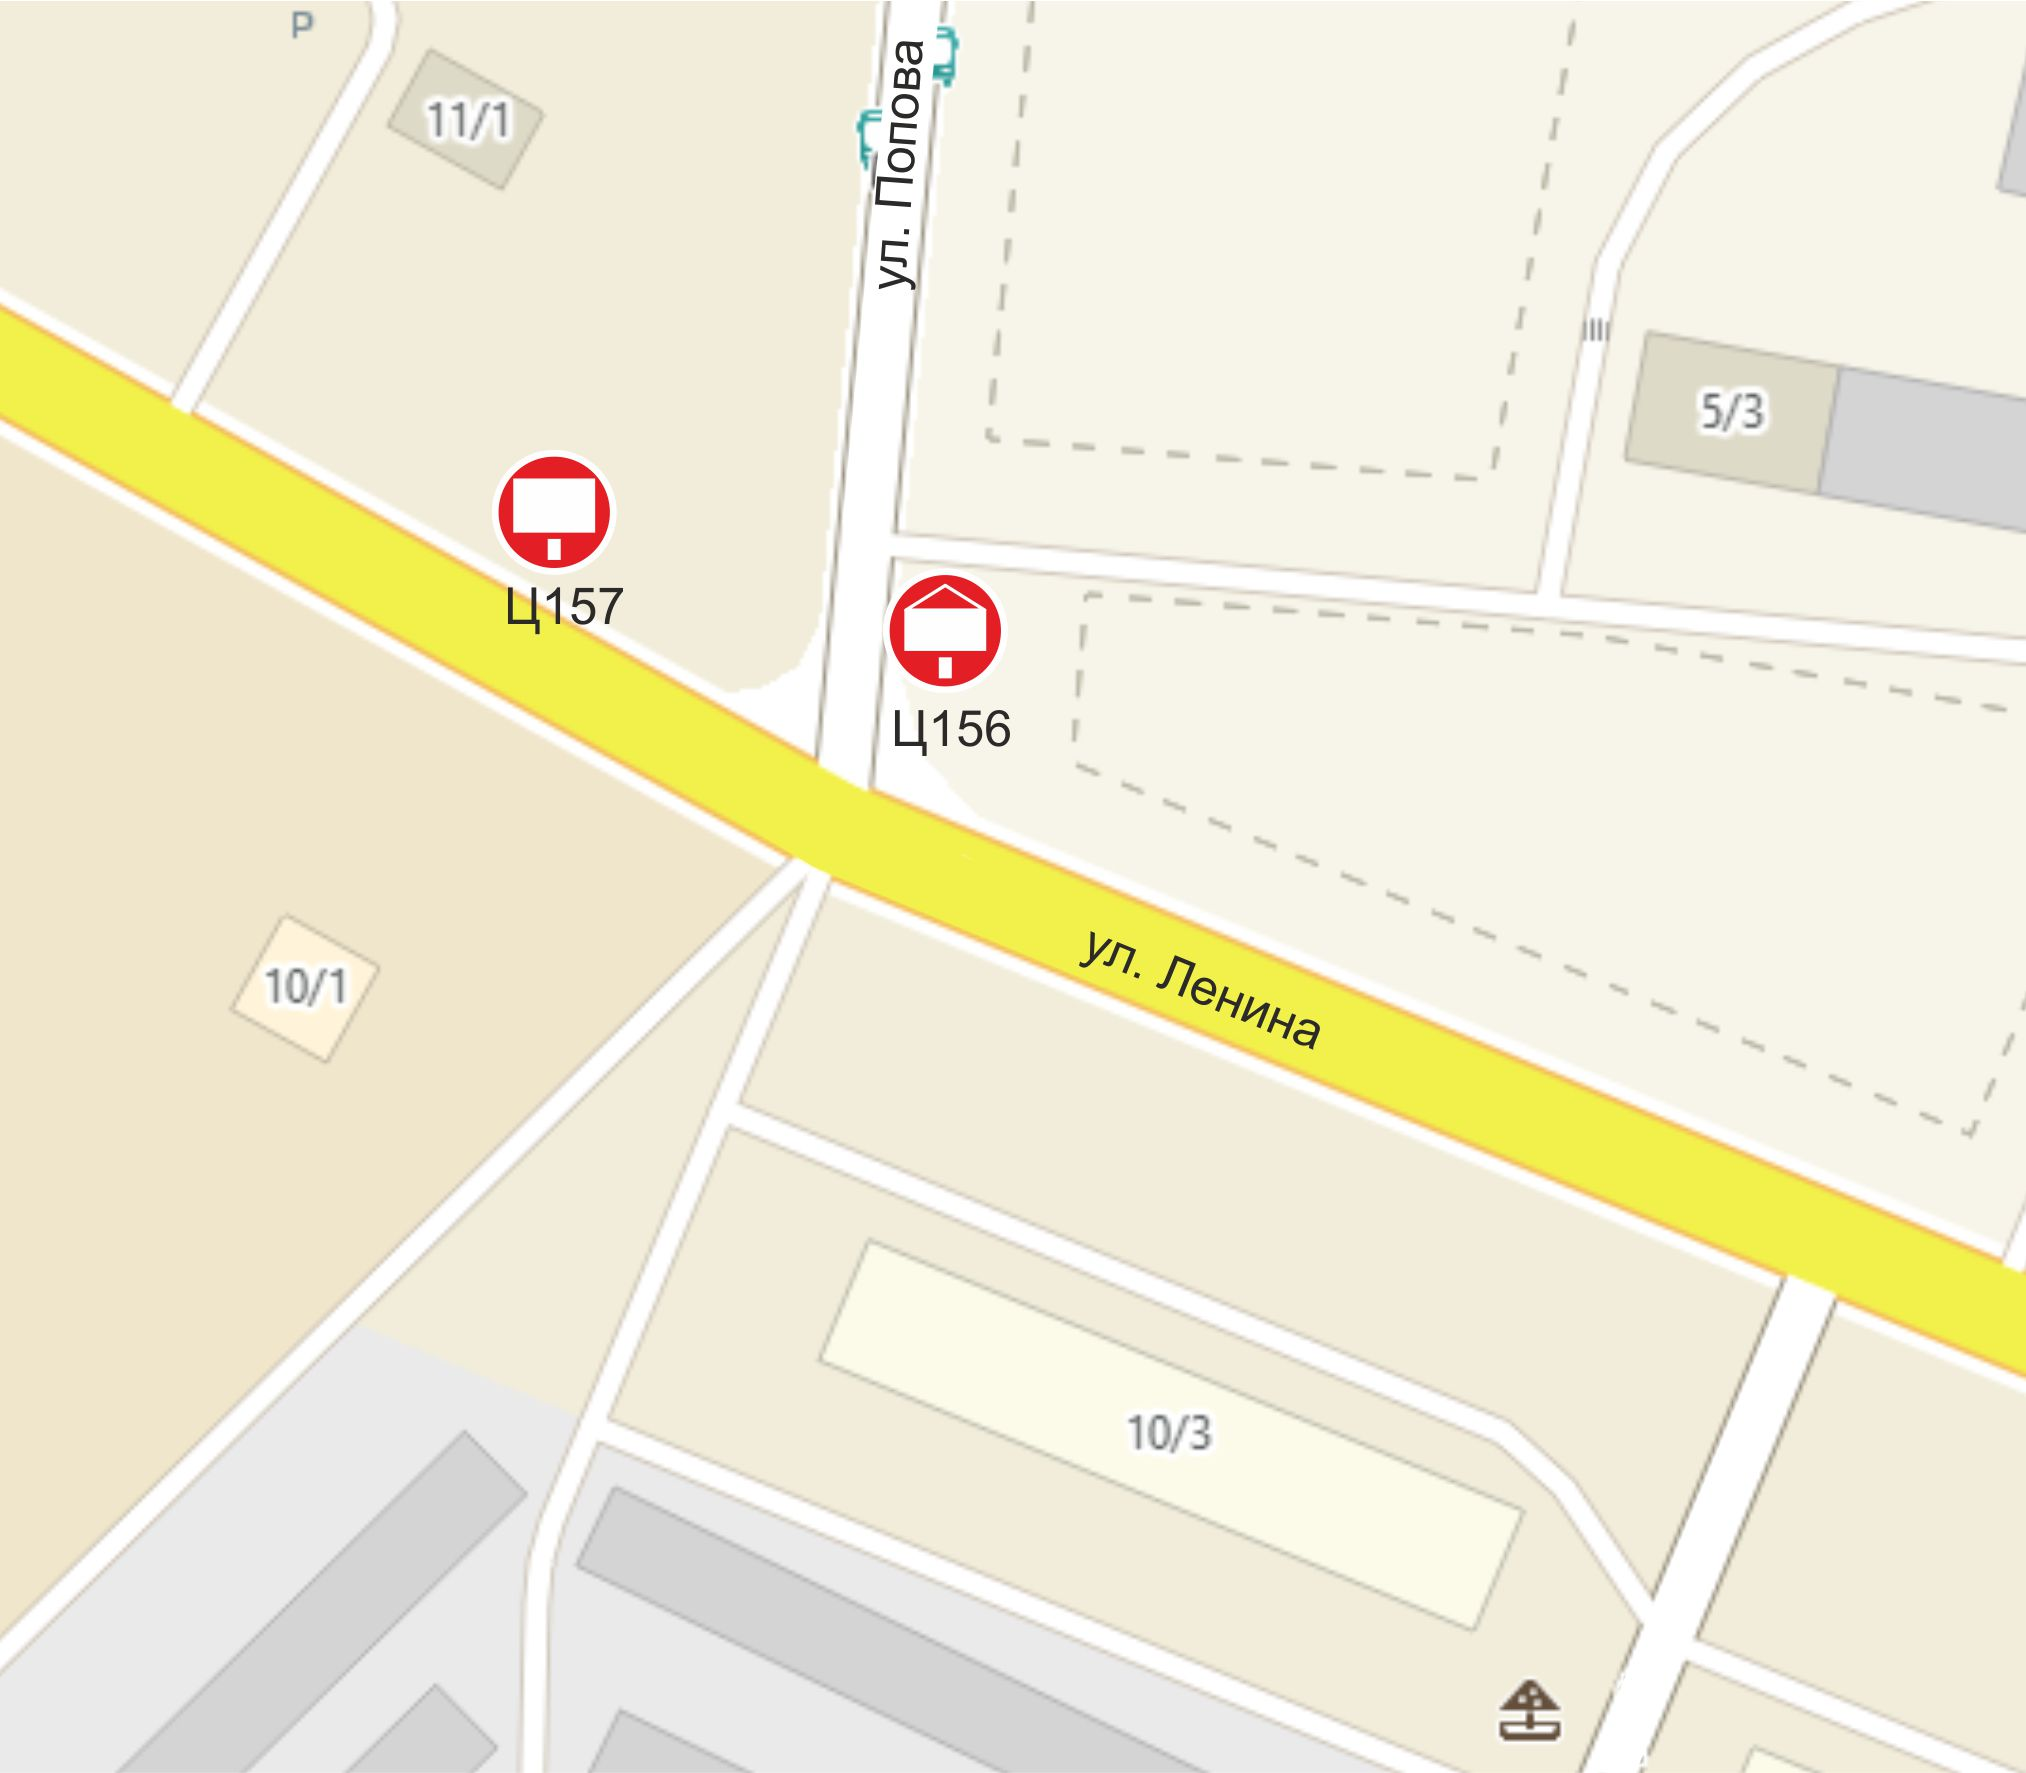 P
11/1
ул. Попова
5/3
Ц157
Ц156
ул. Ленина
10/1
10/3